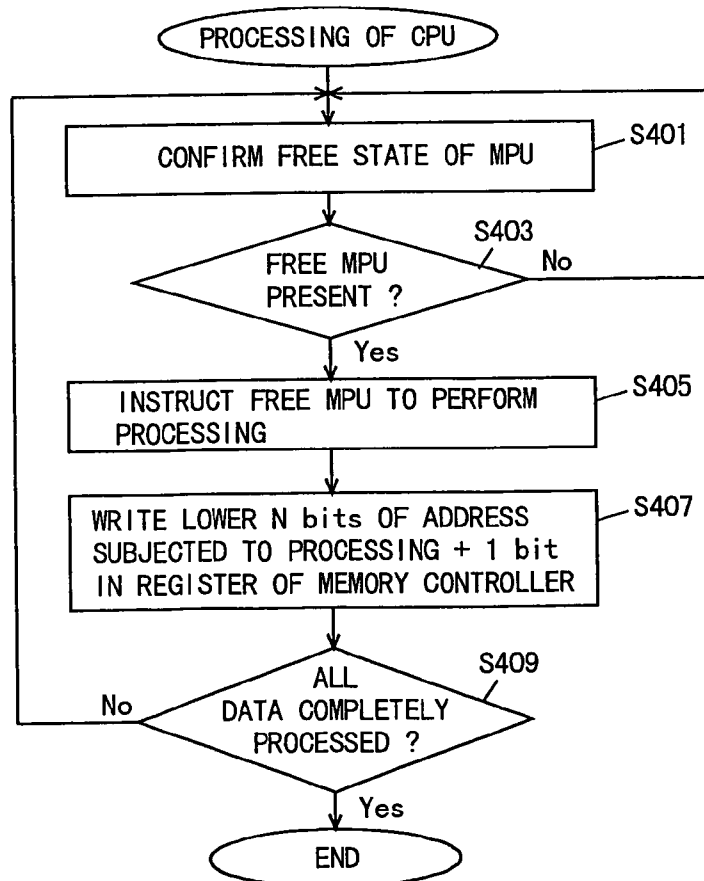 PROCESSING OF CPU
CONFIRM FREE STATE OF MPU
S401
S403
FREE MPU
PRESENT ?
No
Yes
INSTRUCT FREE MPU TO PERFORM
PROCESSING
S405
WRITE LOWER N bits OF ADDRESS
SUBJECTED TO PROCESSING + 1 bit
IN REGISTER OF MEMORY CONTROLLER
S407
ALL
DATA COMPLETELY
PROCESSED ?
S409
No
Yes
END